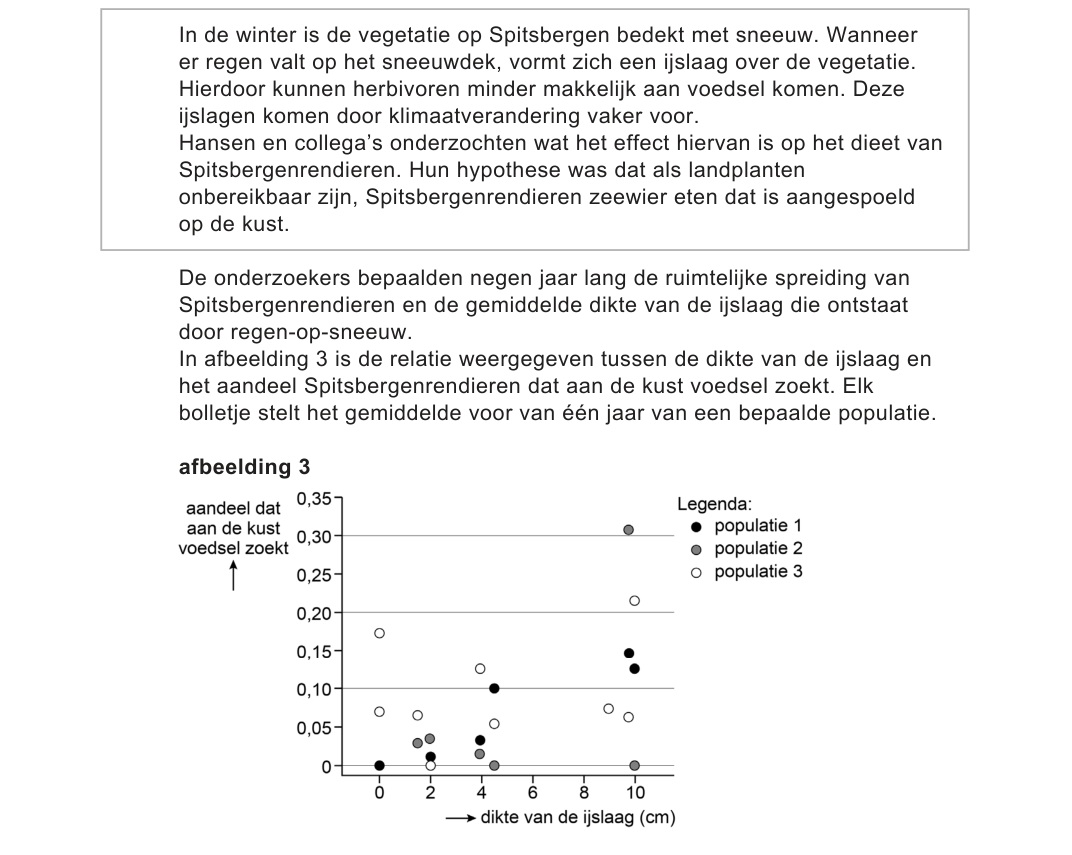 In de winter is de vegetatie op Spitsbergen bedekt met sneeuw. Wanneer
er regen valt op het sneeuwdek, vormt zich een ijslaag over de vegetatie.
Hierdoor kunnen herbivoren minder makkelijk aan voedsel komen. Deze
ijslagen komen door klimaatverandering vaker voor.
Hansen en collega’s onderzochten wat het effect hiervan is op het dieet van
Spitsbergenrendieren. Hun hypothese was dat als landplanten
onbereikbaar zijn, Spitsbergenrendieren zeewier eten dat is aangespoeld
op de kust.
De onderzoekers bepaalden negen jaar lang de ruimtelijke spreiding van
Spitsbergenrendieren en de gemiddelde dikte van de ijslaag die ontstaat
door regen-op-sneeuw.
In afbeelding 3 is de relatie weergegeven tussen de dikte van de ijslaag en
het aandeel Spitsbergenrendieren dat aan de kust voedsel zoekt. Elk
bolletje stelt het gemiddelde voor van één jaar van een bepaalde populatie.
afbeelding 3
aandeel dat
aan de kust
voedsel zoekt
0,35
0,30
0,25
0,20
0,15
0,10
0,05
0
0 2 4 6 8 10
dikte van de ijslaag (cm)
Legenda:
populatie 1
populatie 2
populatie 3